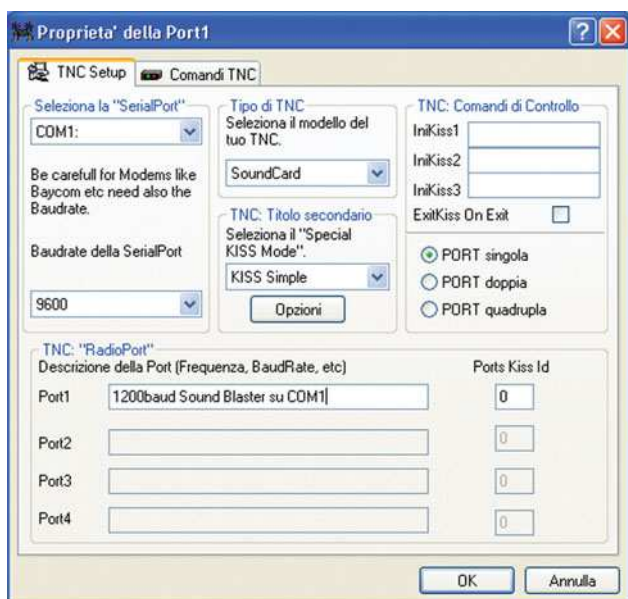 Proprieta' della Port1
TNC Setup
Comandi TNC
Seleziona la "SerialPort"
COM1:
Be carefull for Modems like
Baycom etc need also the
Baudrate.
Baudrate della SerialPort
9600
Tipo di TNC
Seleziona il modello del
tuo TNC.
SoundCard
TNC: Titolo secondario
Seleziona il "Special
KISS Mode".
KISS Simple
Opzioni
TNC: Comandi di Controllo
IniKiss1
IniKiss2
IniKiss3
ExitKiss On Exit
PORT singola
PORT doppia
PORT quadrupla
TNC: "RadioPort"
Descrizione della Port (Frequenza, BaudRate, etc)
Ports Kiss Id
Port1 1200baud Sound Blaster su COM1 0
Port2 0
Port3 0
Port4 0
OK
Annulla